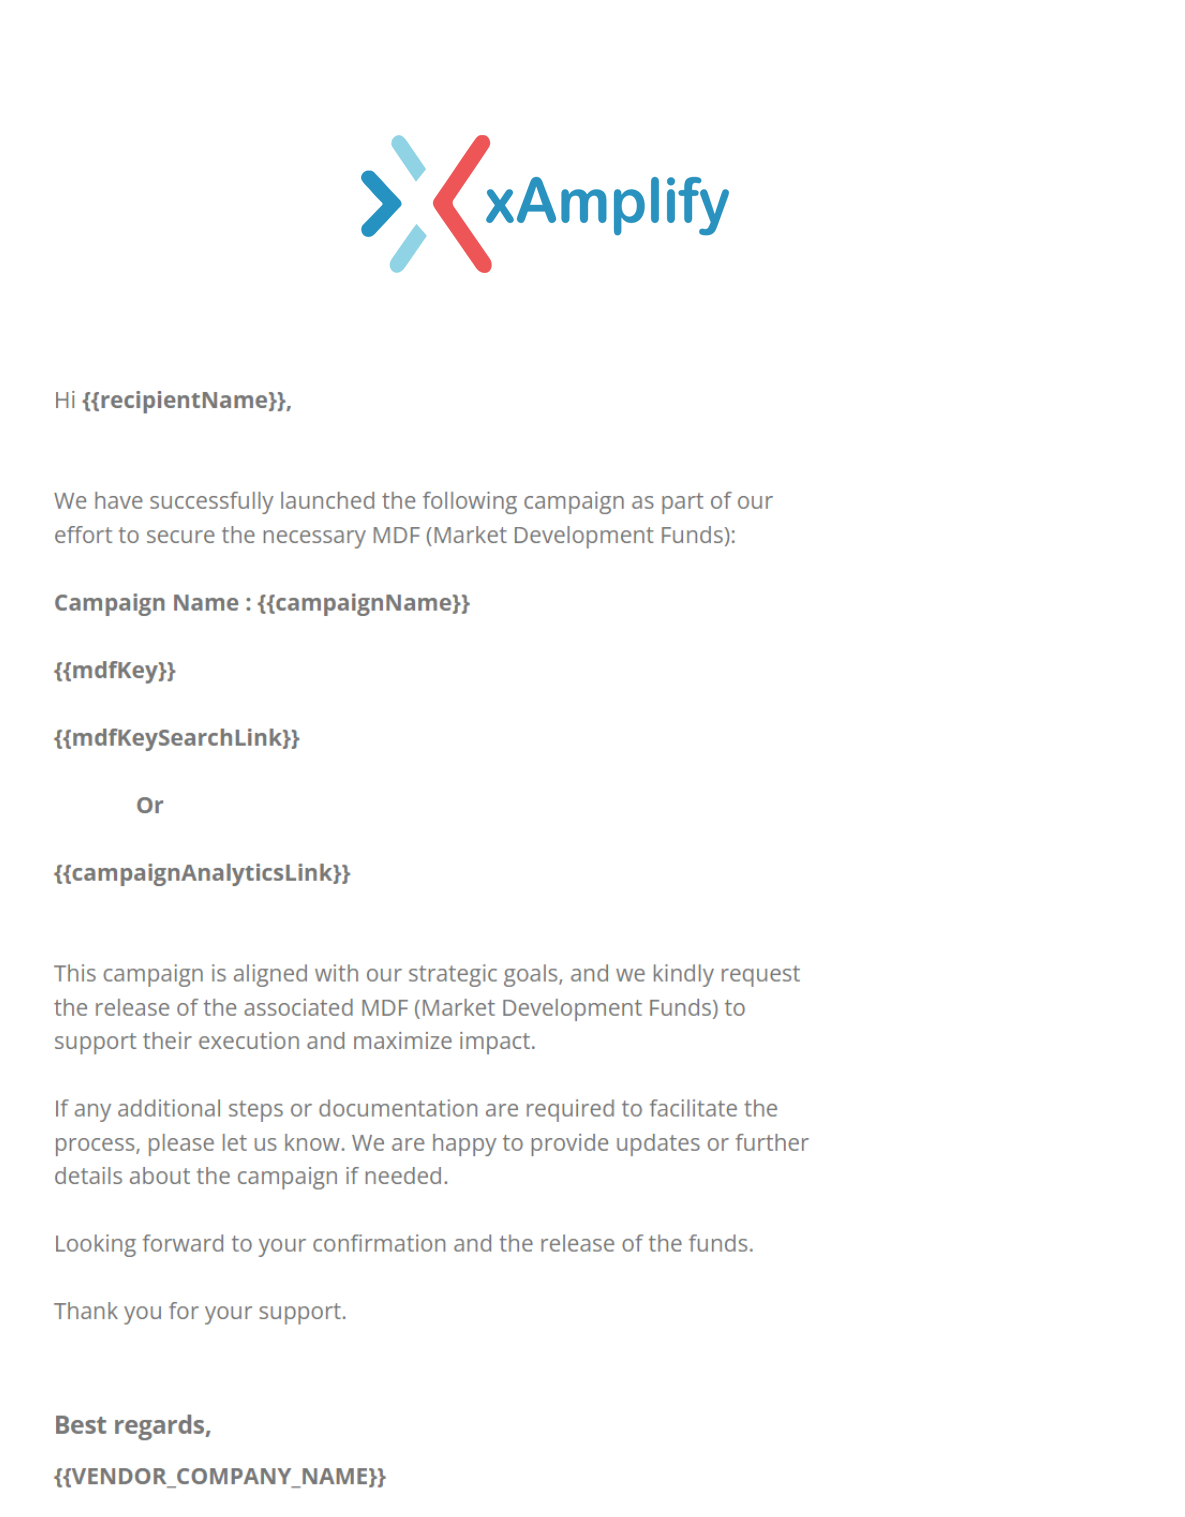 xAmplify
Hi {{recipientName}},
We have successfully launched the following campaign as part of our
effort to secure the necessary MDF (Market Development Funds):
Campaign Name : {{campaignName}}
{{mdfKey}}
{{mdfKeySearchLink}}
Or
{{campaignAnalyticsLink}}
This campaign is aligned with our strategic goals, and we kindly request
the release of the associated MDF (Market Development Funds) to
support their execution and maximize impact.
If any additional steps or documentation are required to facilitate the
process, please let us know. We are happy to provide updates or further
details about the campaign if needed.
Looking forward to your confirmation and the release of the funds.
Thank you for your support.
Best regards,
{{VENDOR_COMPANY_NAME}}